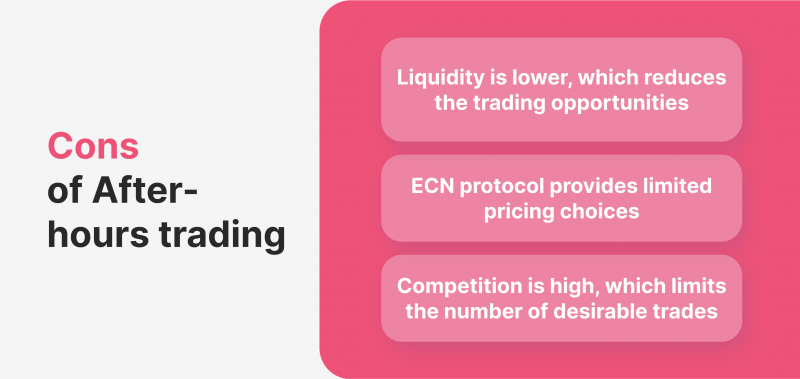 Cons
of After-
hours trading
Liquidity is lower, which reduces
the trading opportunities
ECN protocol provides limited
pricing choices
Competition is high, which limits
the number of desirable trades